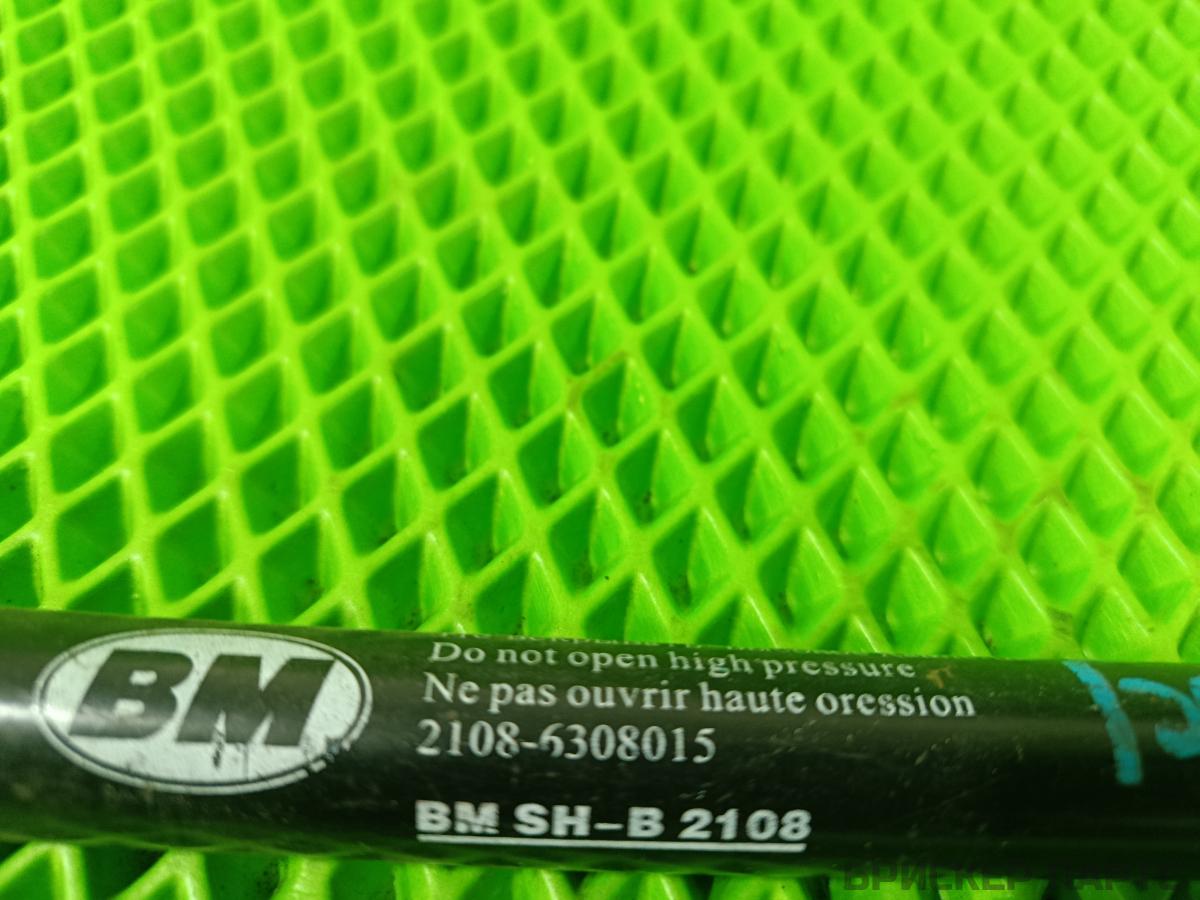 BM
Do not open high pressure
Ne pas ouvrir haute oression
2108-6308015
BM SH-B 2108